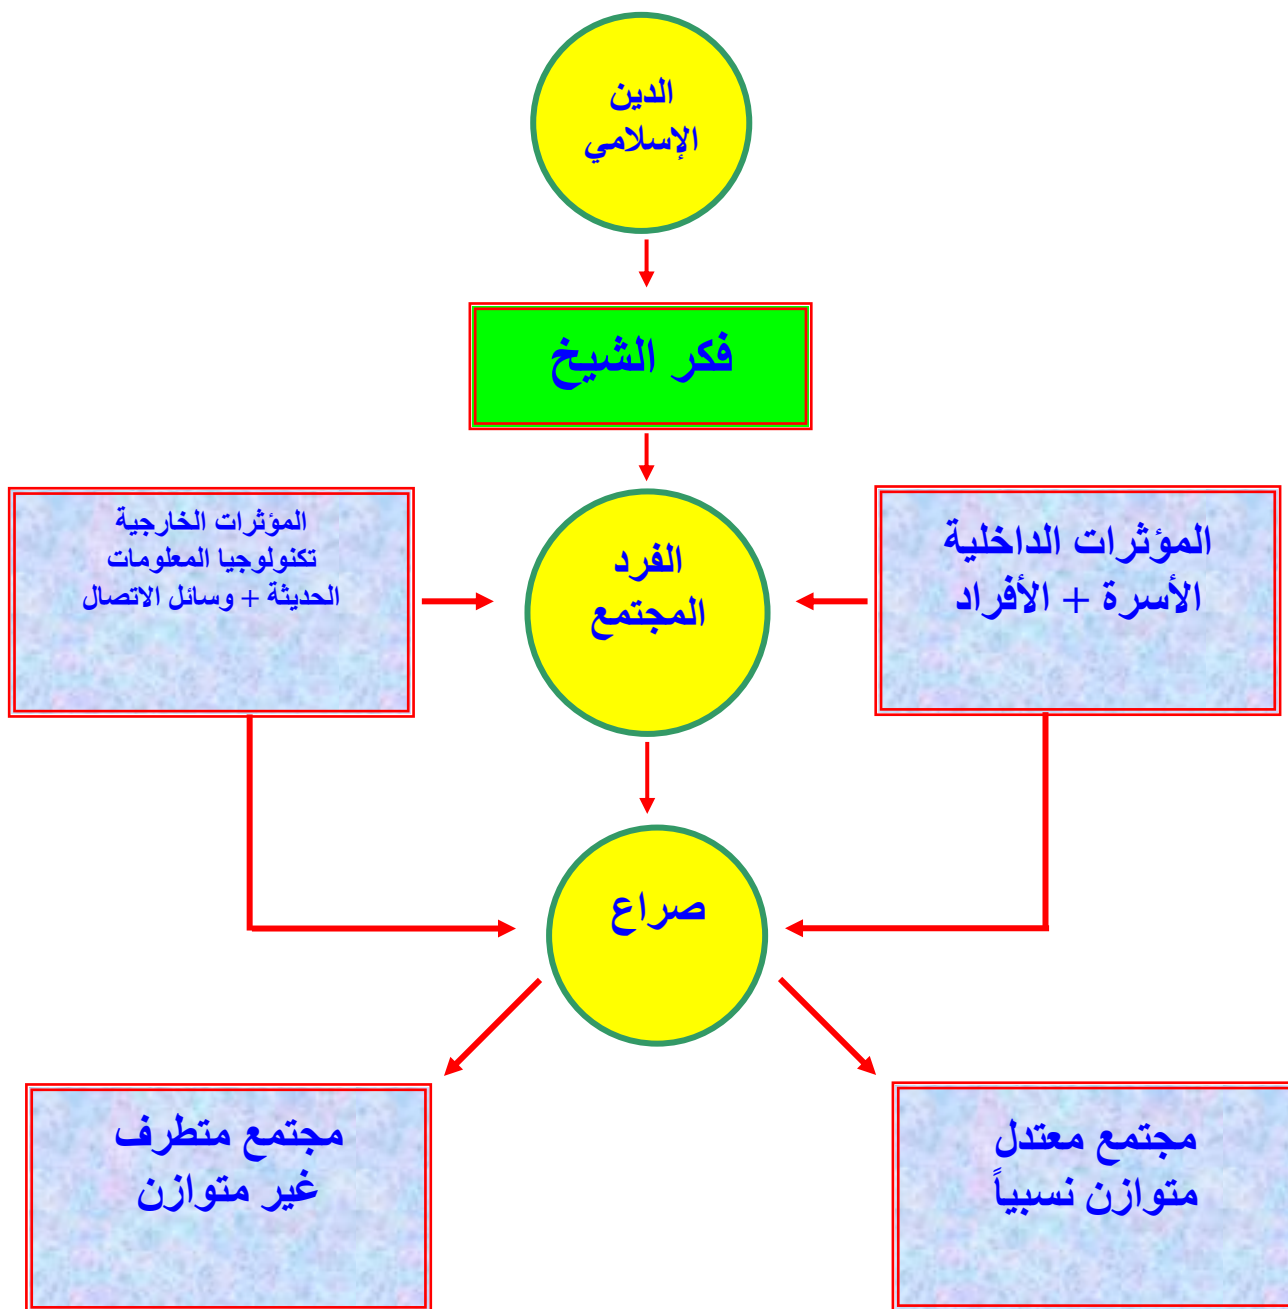 الدين
الإسلامي
فكر الشيخ
المؤثرات الداخلية
الأسرة + الأفراد
الفرد
المجتمع
المؤثرات الخارجية
تكنولوجيا المعلومات
الحديثة + وسائل الاتصال
صراع
مجتمع معتدل
متوازن نسبياً
مجتمع متطرف
غير متوازن